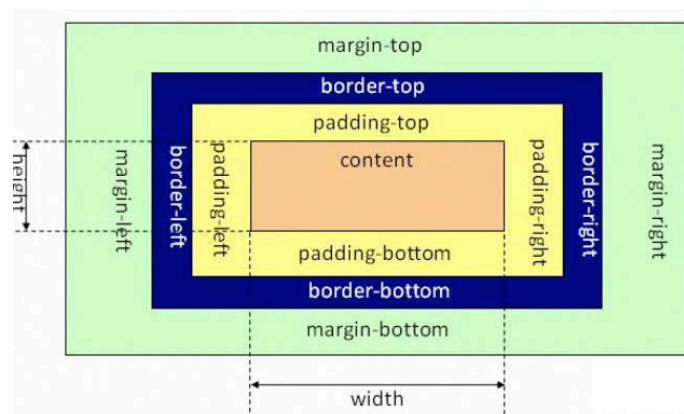 margin-top
border-top
padding-top
content
height
margin-left
border-left
padding-left
padding-right
border-right
margin-right
padding-bottom
border-bottom
margin-bottom
width